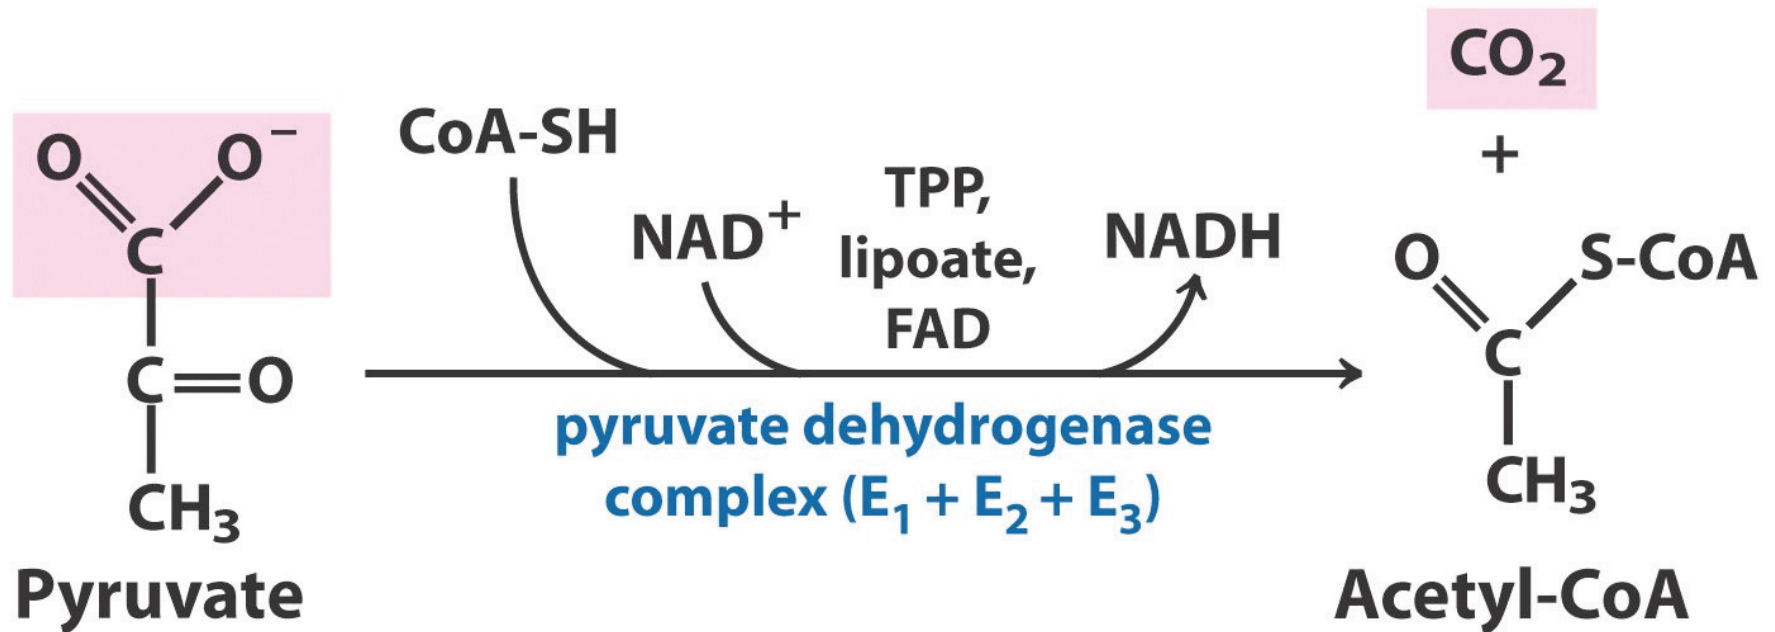 O O⁻
C
C=O
CH₃
Pyruvate
CoA-SH
NAD⁺
TPP,
lipoate,
FAD
NADH
pyruvate dehydrogenase
complex (E₁ + E₂ + E₃)
CO₂
+
O S-CoA
C
CH₃
Acetyl-CoA